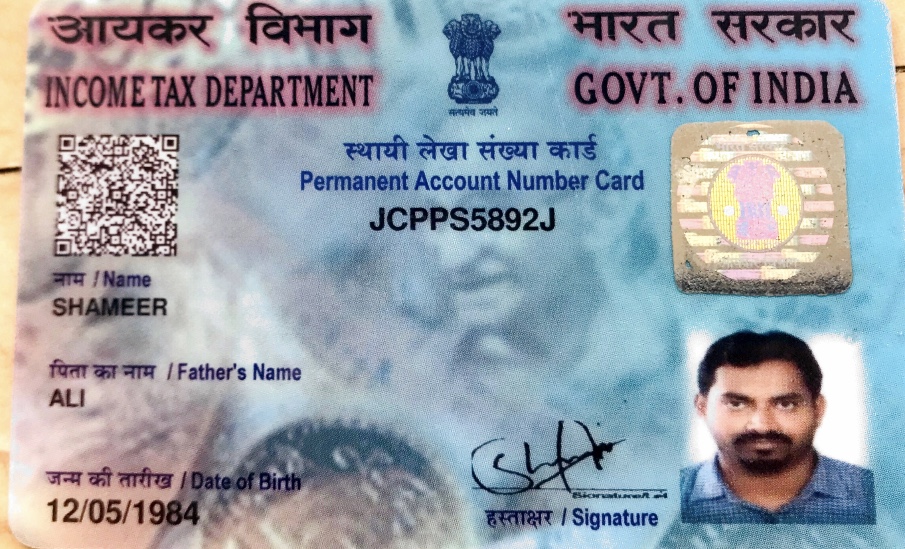 आयकर विभाग
INCOME TAX DEPARTMENT
भारत सरकार
GOVT. OF INDIA
सत्यमेव जयते
स्थायी लेखा संख्या कार्ड
Permanent Account Number Card
JCPPS5892J
नाम / Name
SHAMEER
पिता का नाम / Father's Name
ALI
जन्म की तारीख / Date of Birth
12/05/1984
हस्ताक्षर / Signature